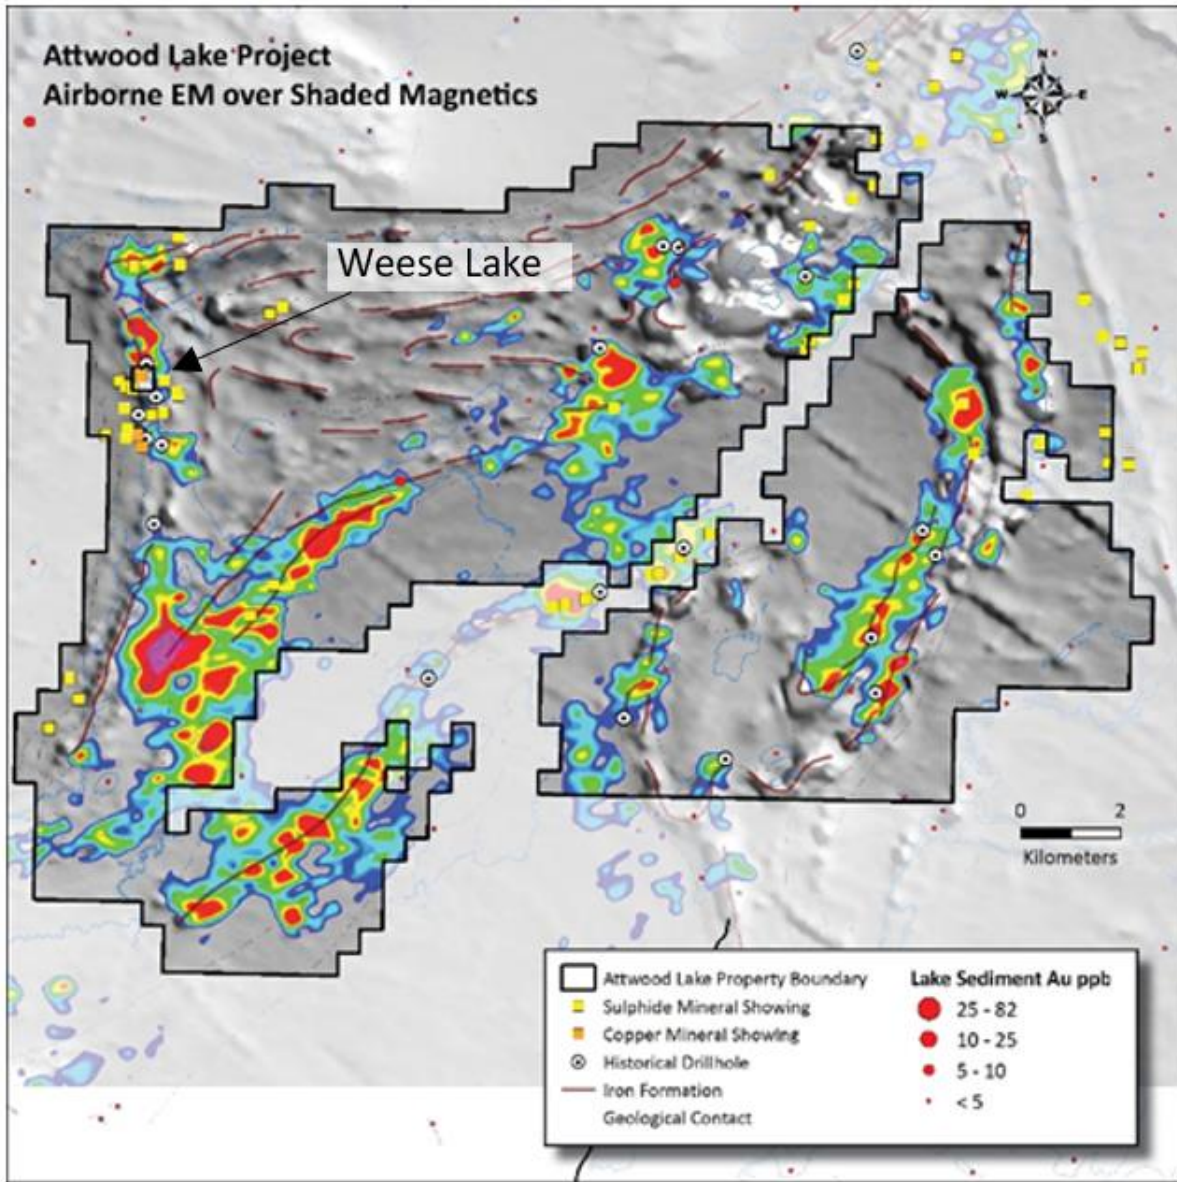 Attwood Lake Project
Airborne EM over Shaded Magnetics
N
W
E
S
Weese Lake
0 2
Kilometers
Attwood Lake Property Boundary
Sulphide Mineral Showing
Copper Mineral Showing
Historical Drillhole
Iron Formation
Geological Contact
Lake Sediment Au ppb
25 - 82
10 - 25
5 - 10
< 5